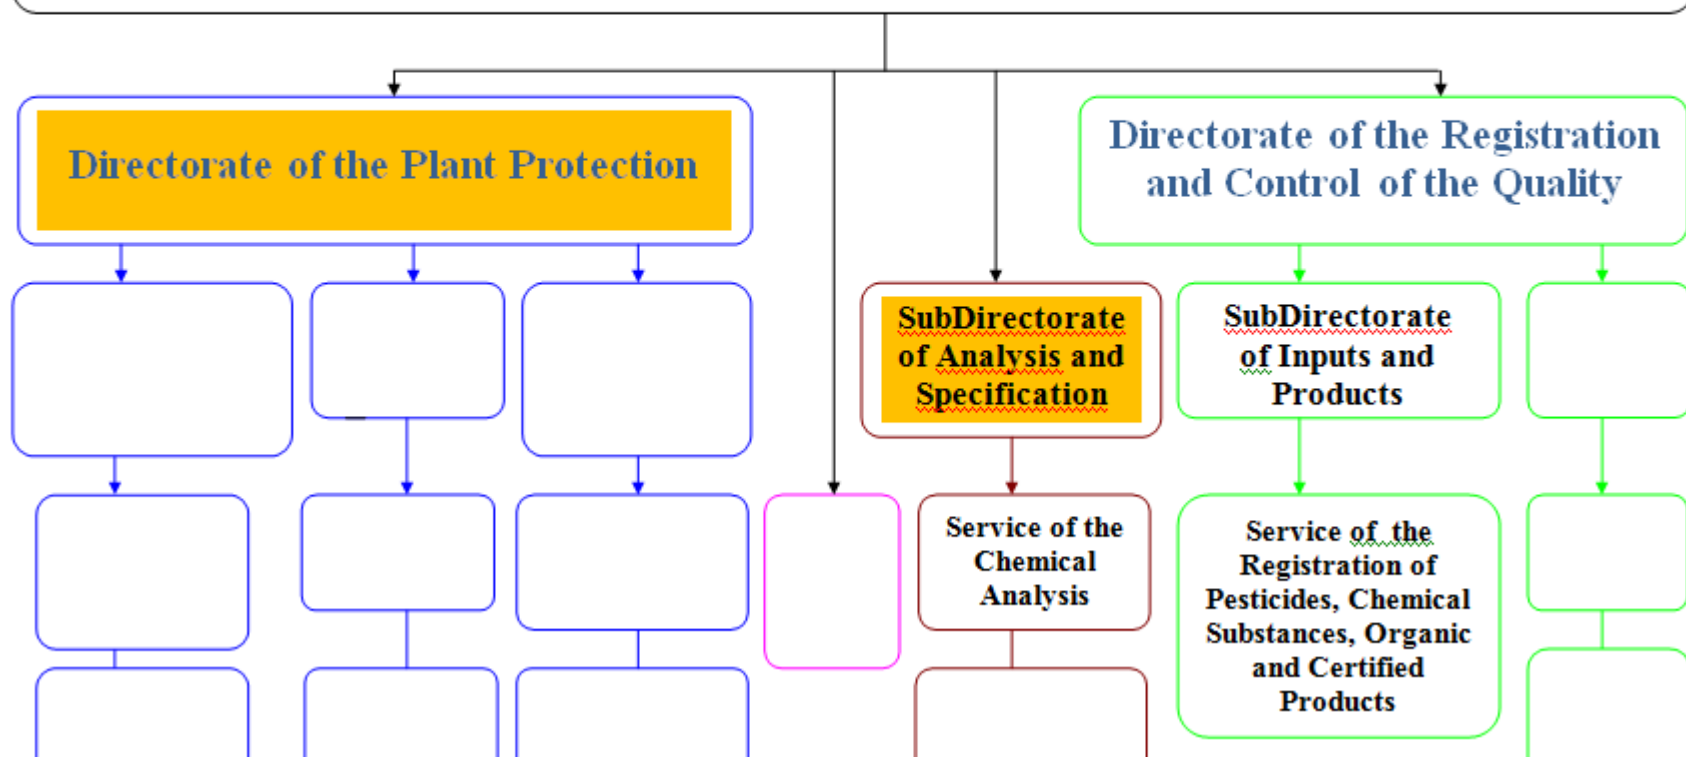 Directorate of the Plant Protection
Directorate of the Registration
and Control of the Quality
SubDirectorate
of Analysis and
Specification
SubDirectorate
of Inputs and
Products
Service of the
Chemical
Analysis
Service of the
Registration of
Pesticides, Chemical
Substances, Organic
and Certified
Products